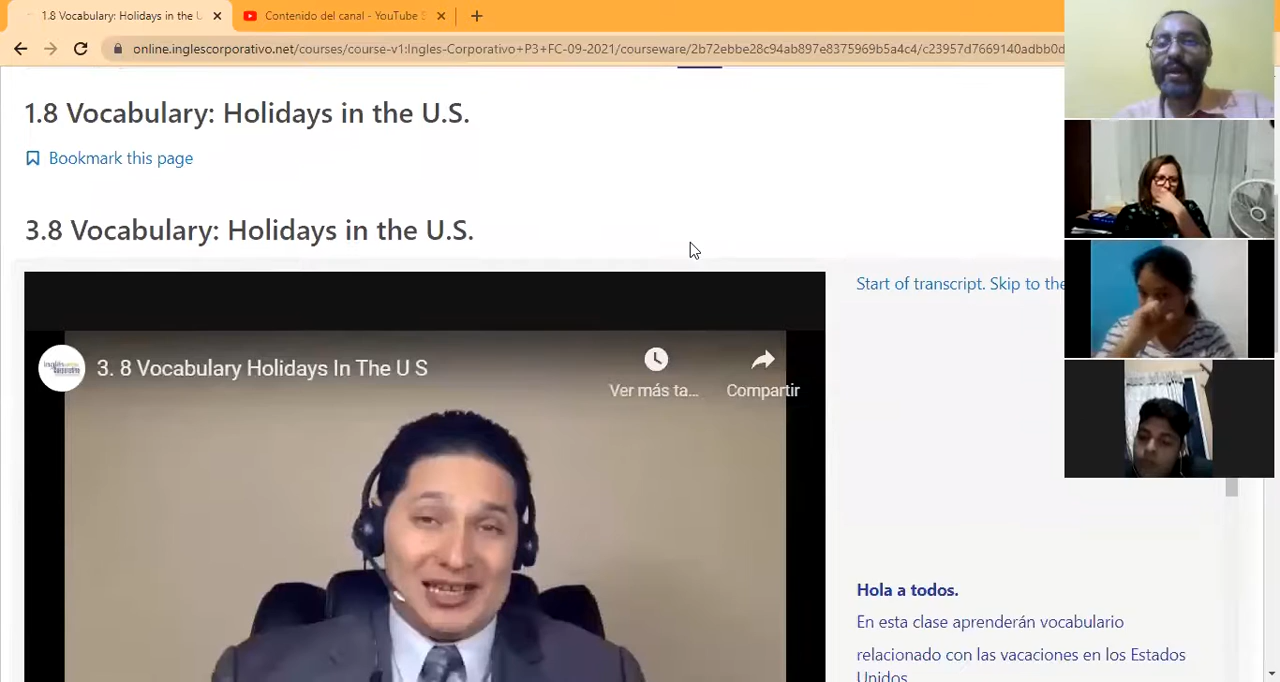 1.8 Vocabulary: Holidays in the U
Contenido del canal - YouTube S
online.inglescorporativo.net/courses/course-v1:Ingles-Corporativo+P3+FC-09-2021/courseware/2b72ebbe28c94ab897e8375969b5a4c4/c23957d7669140adbb0d
1.8 Vocabulary: Holidays in the U.S.
Bookmark this page
3.8 Vocabulary: Holidays in the U.S.
Start of transcript. Skip to the
3. 8 Vocabulary Holidays In The U S
Ver más ta...
Compartir
Hola a todos.
En esta clase aprenderán vocabulario
relacionado con las vacaciones en los Estados
Unidos